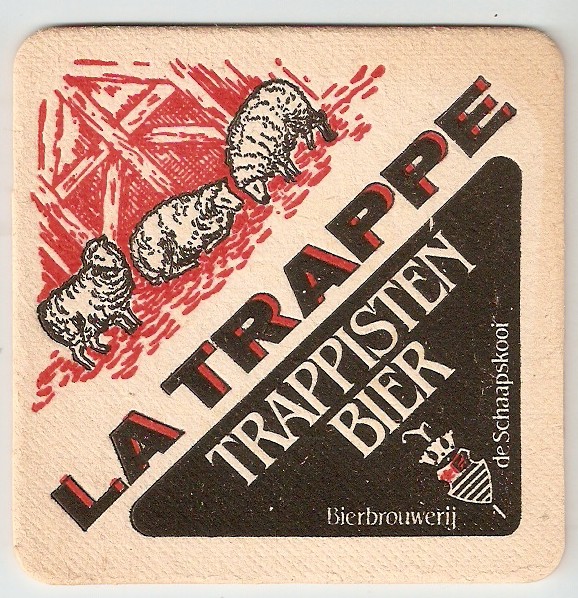 LA TRAPPE
TRAPPISTEN
BIER
Bierbrouwerij
de Schaapskooi